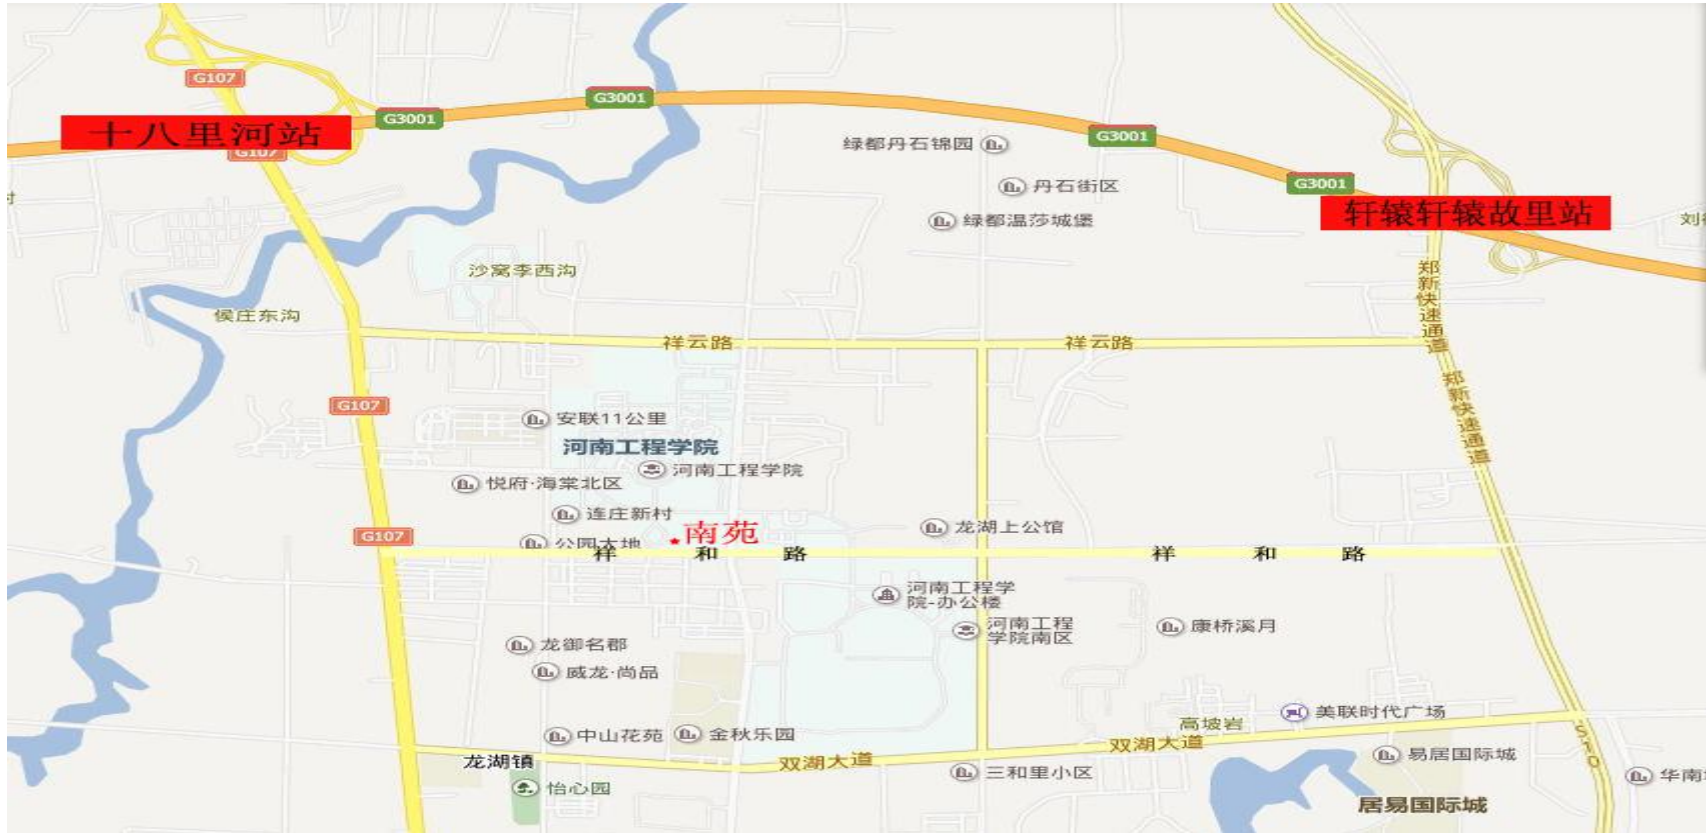 G107
G3001
G3001
十八里河站
G107
G3001
绿都丹石锦园
丹石街区
G3001
绿都温莎城堡
轩辕轩辕故里站
村
沙窝李西沟
侯庄东沟
郑新快速通道
祥云路
祥云路
郑新快速通道
G107
安联11公里
河南工程学院
河南工程学院
悦府·海棠北区
连庄新村
南苑
龙湖上公馆
G107
公园大地
祥和路
祥和路
河南工程学
院-办公楼
河南工程
学院南区
康桥溪月
龙御名郡
威龙·尚品
美联时代广场
高坡岩
中山花苑
金秋乐园
双湖大道
S10
龙湖镇
双湖大道
易居国际城
三和里小区
华南
怡心园
居易国际城